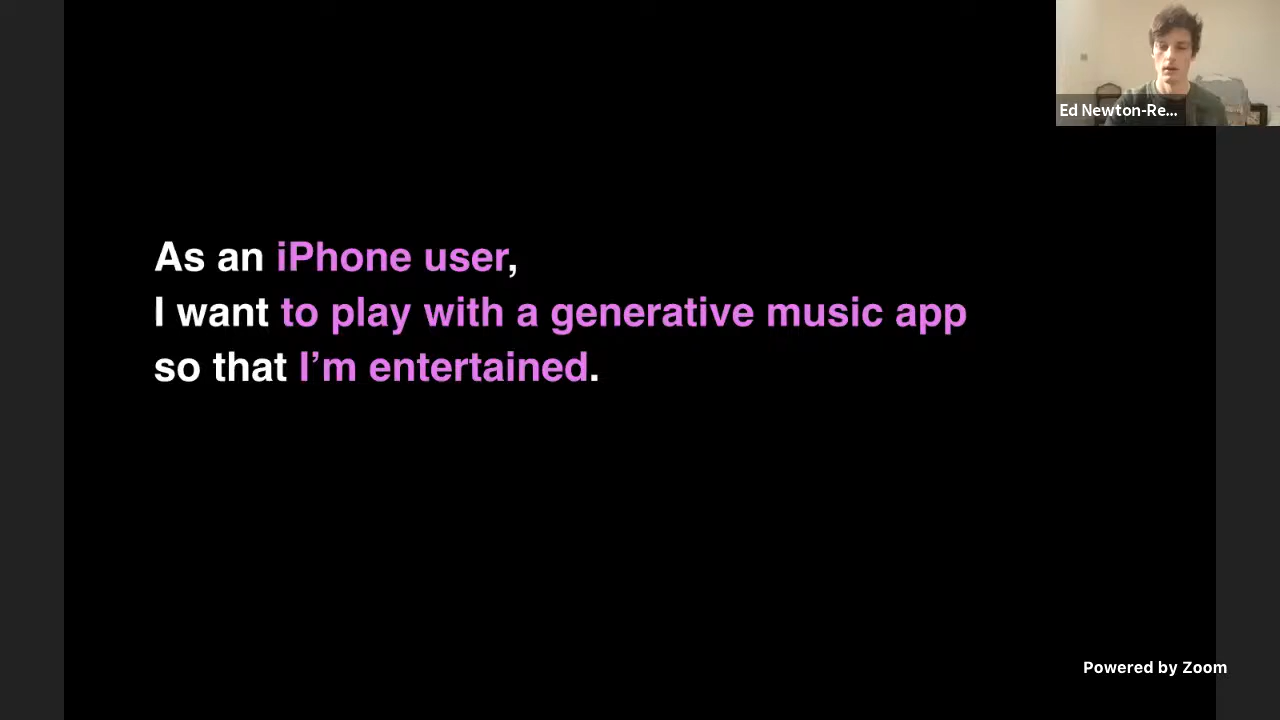 Ed Newton-Re...
As an iPhone user,
I want to play with a generative music app
so that I’m entertained.
Powered by Zoom